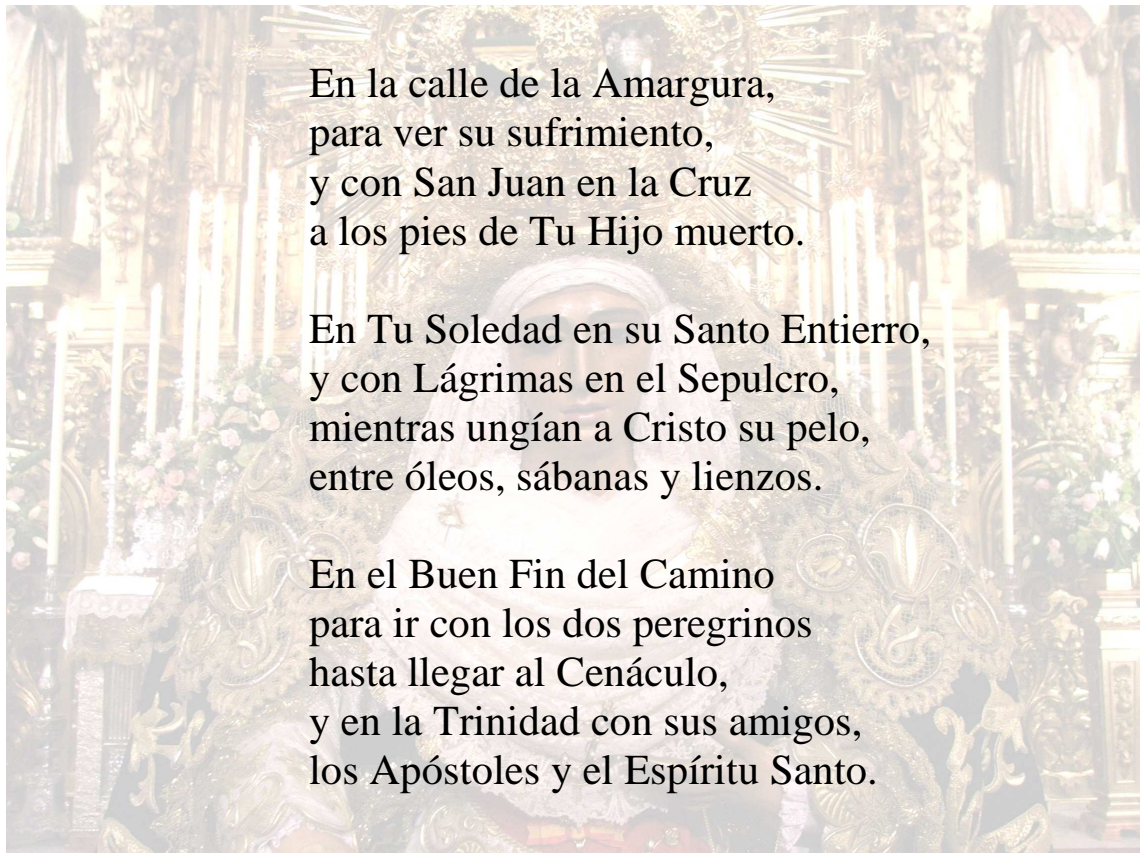 En la calle de la Amargura,
para ver su sufrimiento,
y con San Juan en la Cruz
a los pies de Tu Hijo muerto.
En Tu Soledad en su Santo Entierro,
y con Lágrimas en el Sepulcro,
mientras ungían a Cristo su pelo,
entre óleos, sábanas y lienzos.
En el Buen Fin del Camino
para ir con los dos peregrinos
hasta llegar al Cenáculo,
y en la Trinidad con sus amigos,
los Apóstoles y el Espíritu Santo.